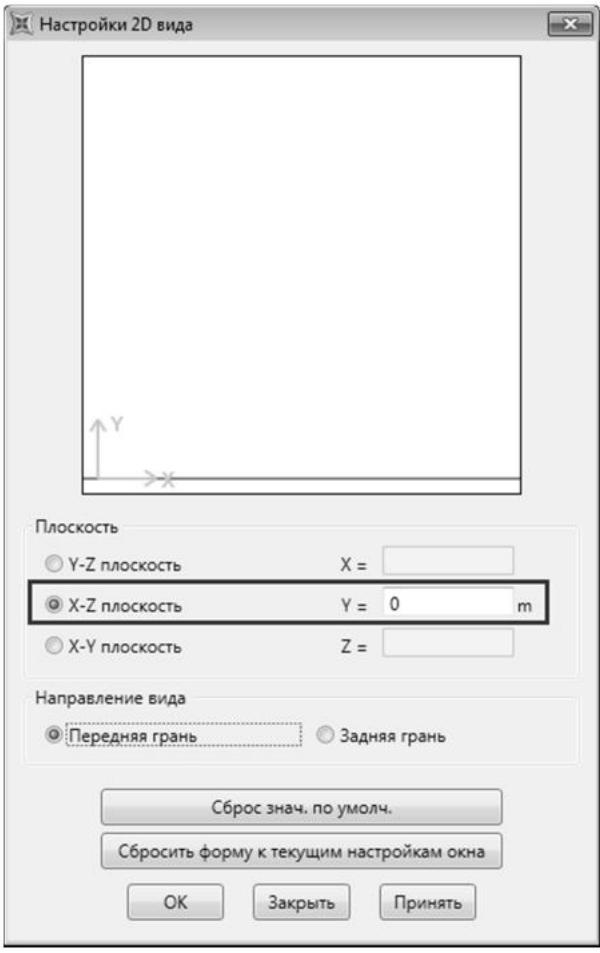 Настройки 2D вида
Y
X
Плоскость
Y-Z плоскость X =
X-Z плоскость Y = 0 m
X-Y плоскость Z =
Направление вида
Передняя грань Задняя грань
Сброс знач. по умолч.
Сбросить форму к текущим настройкам окна
OK Закрыть Принять